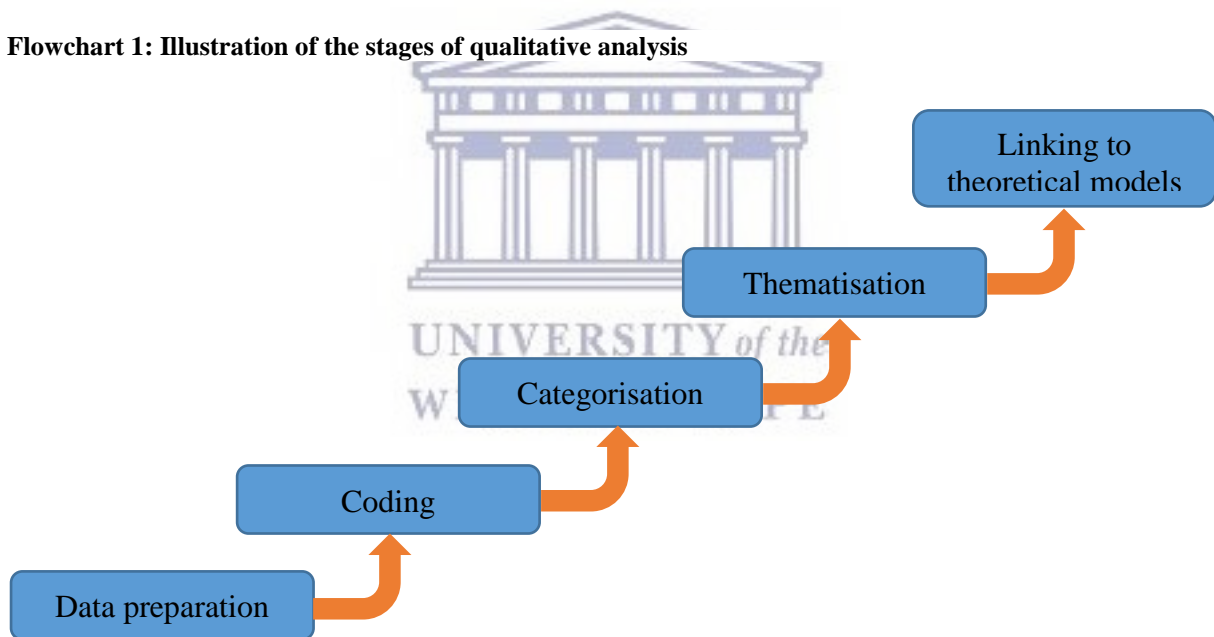 Flowchart 1: Illustration of the stages of qualitative analysis
Linking to
theoretical models
Thematisation
UNIVERSITY of the
Categorisation
Coding
Data preparation